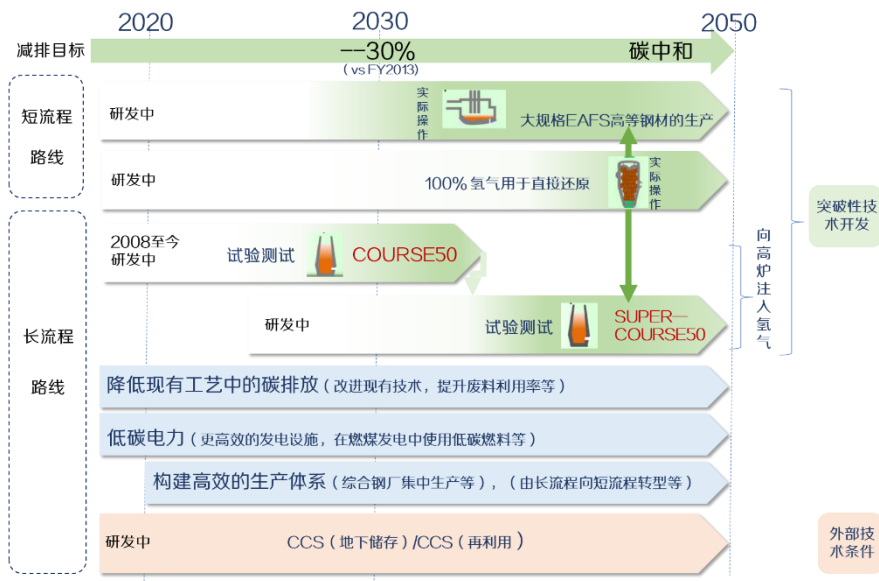 2020
2030
2050
减排目标
--30%
(vs FY2013)
碳中和
短流程
路线
研发中
实际操作
大规格EAFS高等钢材的生产
研发中
100%氢气用于直接还原
实际操作
突破性技
术开发
2008至今
研发中
试验测试
COURSE50
向高炉注人氢气
研发中
试验测试
SUPER一
COURSE50
长流程
路线
降低现有工艺中的碳排放(改进现有技术,提升废料利用率等)
低碳电力(更高效的发电设施,在燃煤发电中使用低碳燃料等)
构建高效的生产体系(综合钢厂集中生产等),(由长流程向短流程转型等)
研发中
CCS(地下储存)/CCS(再利用)
外部技
术条件